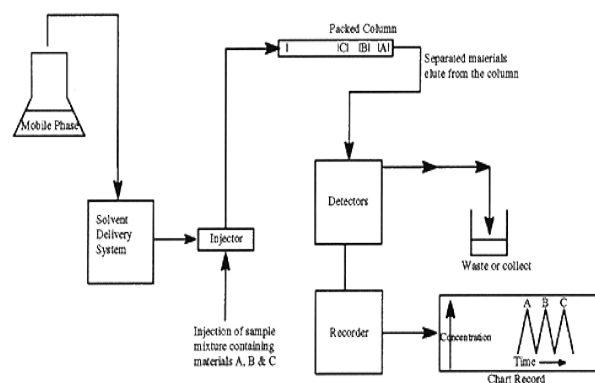 Packed Column
|C| |B| |A|
Separated materials
elute from the column
Mobile Phase
Solvent
Delivery
System
Injector
Detectors
Waste or collect
Injection of sample
mixture containing
materials A, B & C
Recorder
Concentration
A B C
Time
Chart Record